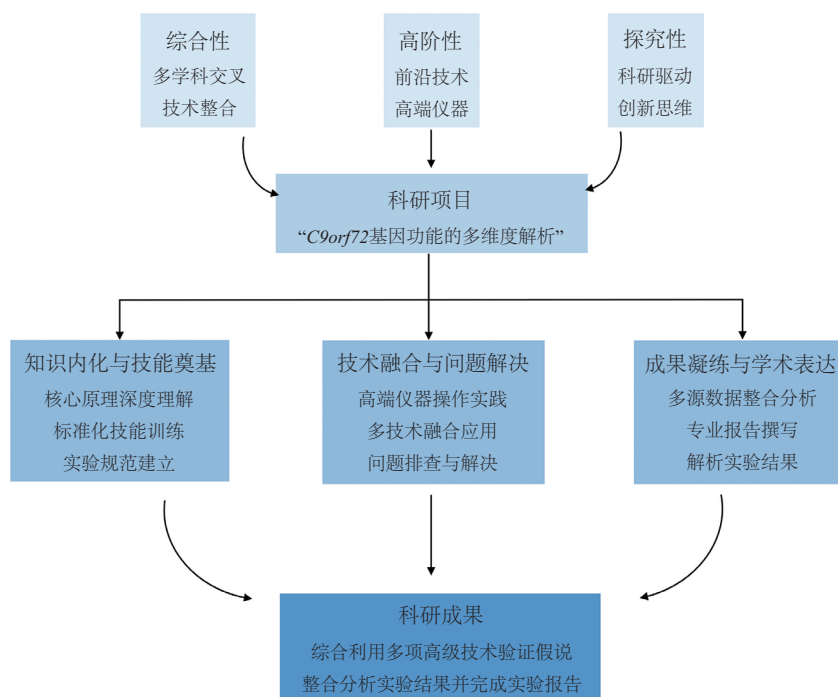 综合性
多学科交叉
技术整合
高阶性
前沿技术
高端仪器
探究性
科研驱动
创新思维
科研项目
“C9orf72基因功能的多维度解析”
知识内化与技能奠基
核心原理深度理解
标准化技能训练
实验规范建立
技术融合与问题解决
高端仪器操作实践
多技术融合应用
问题排查与解决
成果凝练与学术表达
多源数据整合分析
专业报告撰写
解析实验结果
科研成果
综合利用多项高级技术验证假说
整合分析实验结果并完成实验报告